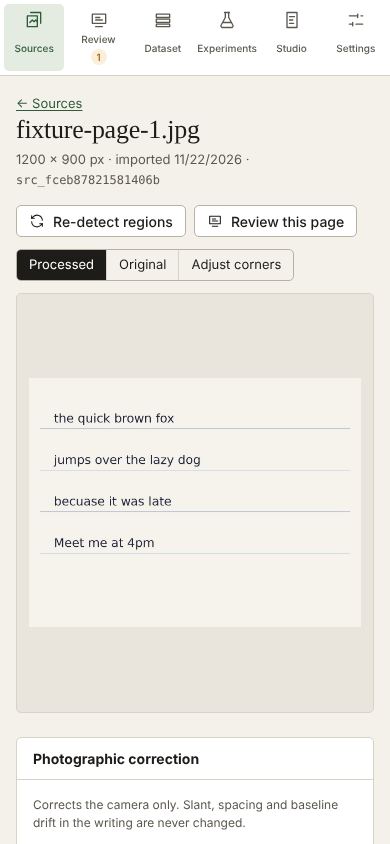 Sources
Review
1
Dataset
Experiments
Studio
Settings
← Sources
fixture-page-1.jpg
1200 × 900 px · imported 11/22/2026 ·
src_fceb87821581406b
Re-detect regions
Review this page
Processed
Original
Adjust corners
the quick brown fox
jumps over the lazy dog
becuase it was late
Meet me at 4pm
Photographic correction
Corrects the camera only. Slant, spacing and baseline
drift in the writing are never changed.